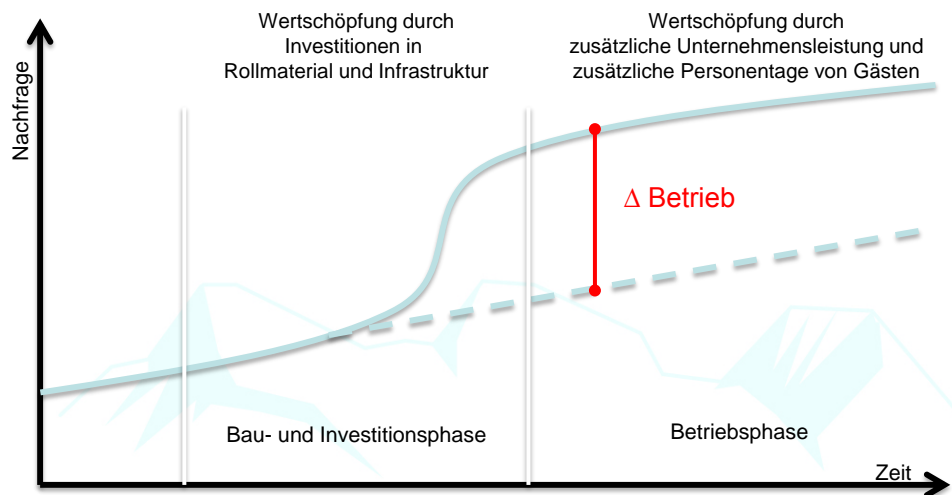 Wertschöpfung durch
Investitionen in
Rollmaterial und Infrastruktur
Wertschöpfung durch
zusätzliche Unternehmensleistung und
zusätzliche Personentage von Gästen
Nachfrage
Δ Betrieb
Bau- und Investitionsphase
Betriebsphase
Zeit